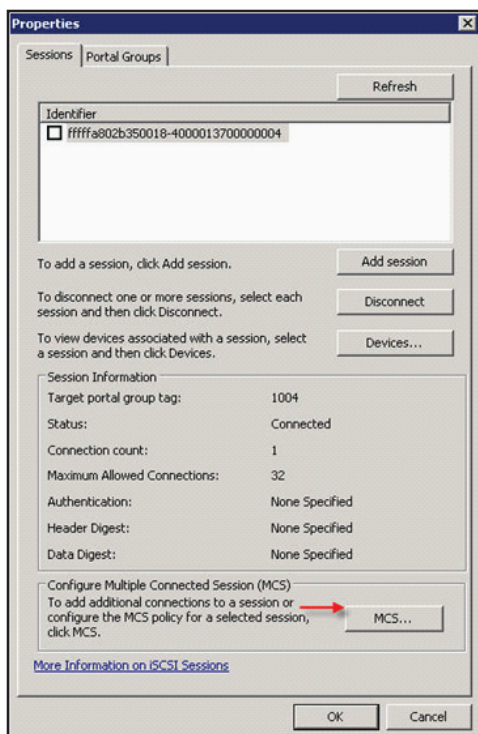 Properties
Sessions
Portal Groups
Refresh
Identifier
fffffa802b350018-4000013700000004
To add a session, click Add session.
Add session
To disconnect one or more sessions, select each
session and then click Disconnect.
Disconnect
To view devices associated with a session, select
a session and then click Devices.
Devices...
Session Information
Target portal group tag: 1004
Status: Connected
Connection count: 1
Maximum Allowed Connections: 32
Authentication: None Specified
Header Digest: None Specified
Data Digest: None Specified
Configure Multiple Connected Session (MCS)
To add additional connections to a session or
configure the MCS policy for a selected session,
click MCS.
MCS...
More Information on iSCSI Sessions
OK
Cancel